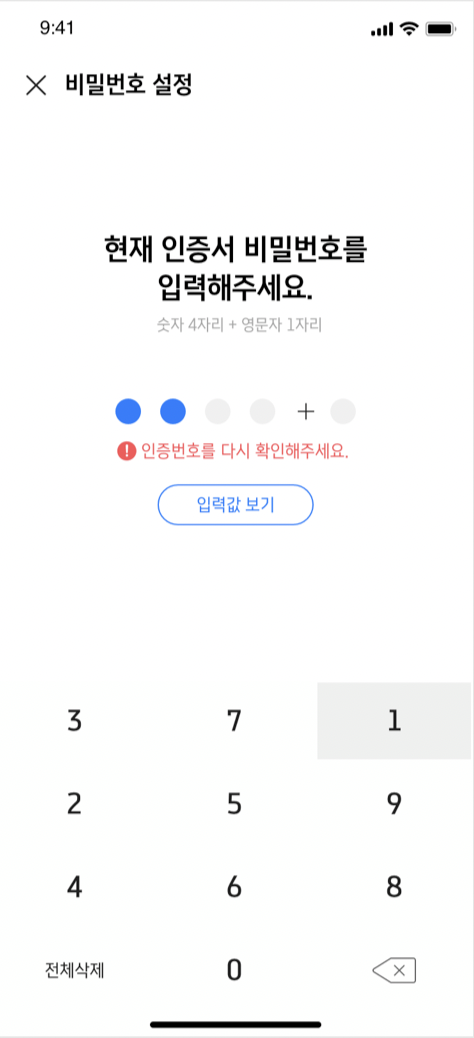 9:41
비밀번호 설정
현재 인증서 비밀번호를
입력해주세요.
숫자 4자리 + 영문자 1자리
+
! 인증번호를 다시 확인해주세요.
입력값 보기
3 7 1
2 5 9
4 6 8
전체삭제 0